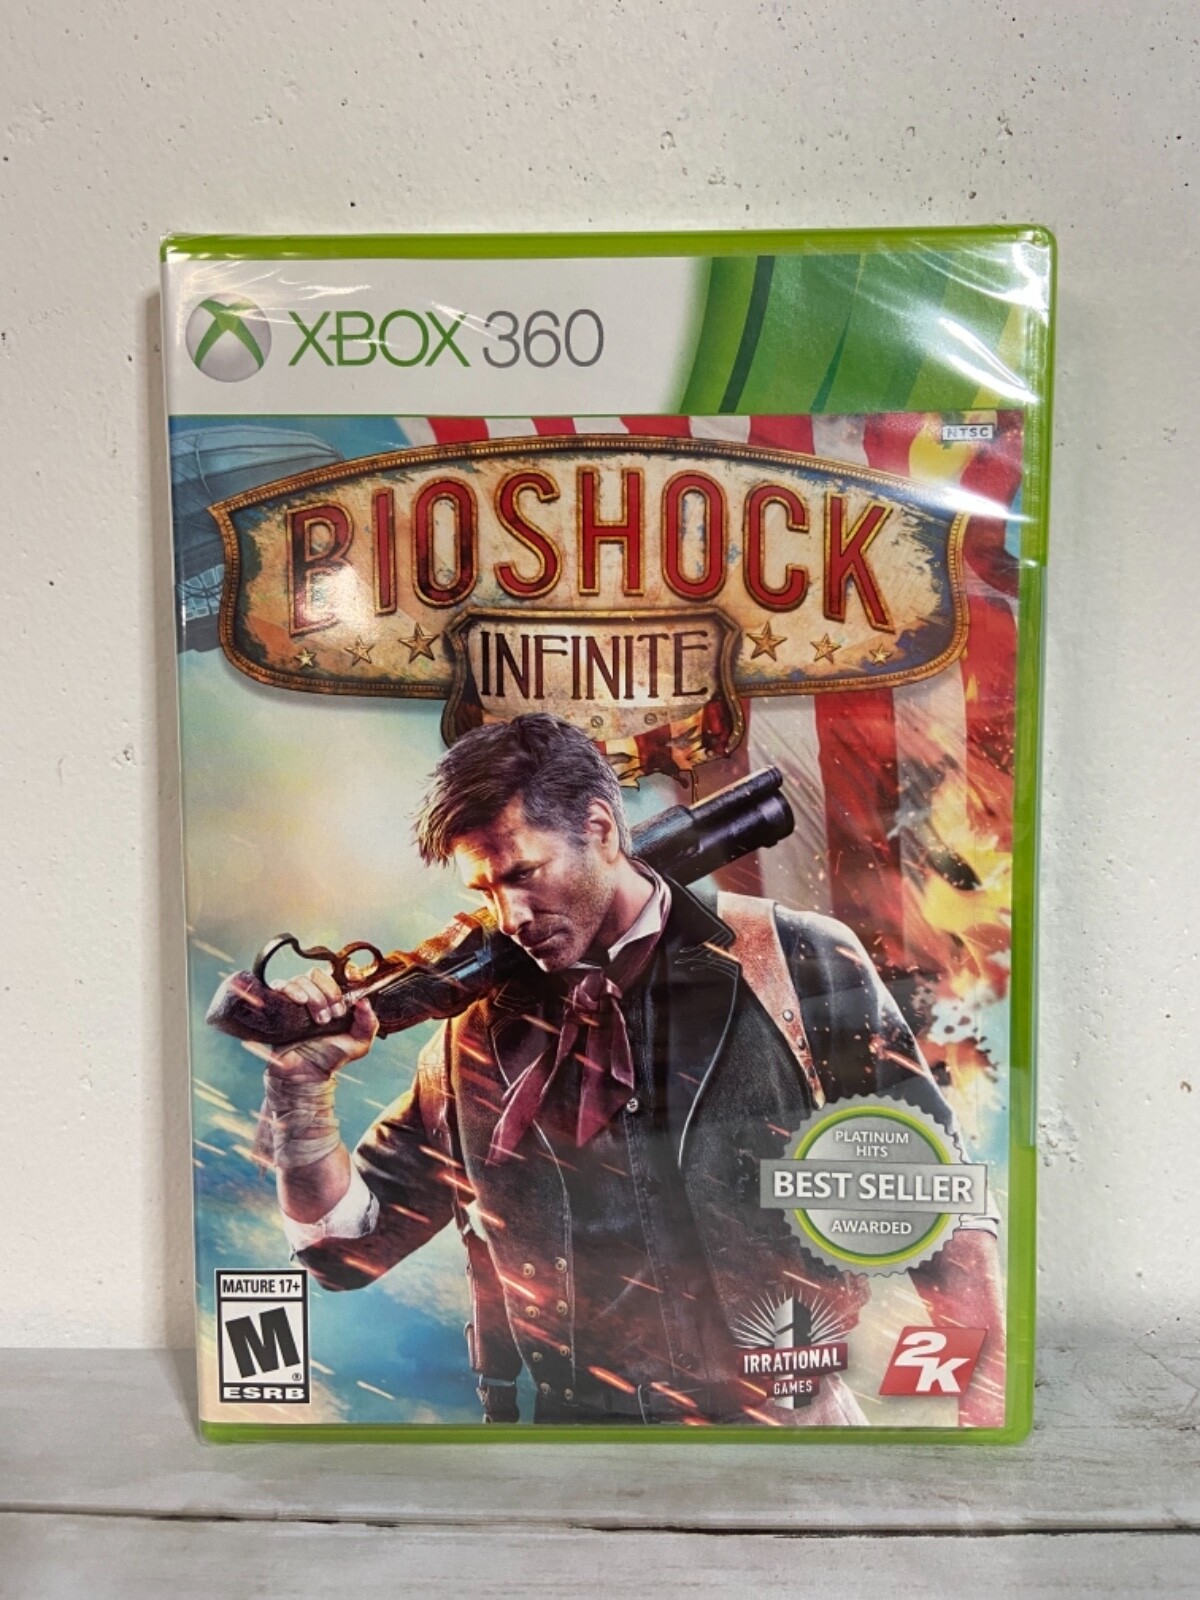 XBOX 360
NTSC
BIOSHOCK
INFINITE
PLATINUM
HITS
BEST SELLER
AWARDED
MATURE 17+
M
®
ESRB
IRRATIONAL
GAMES
2K